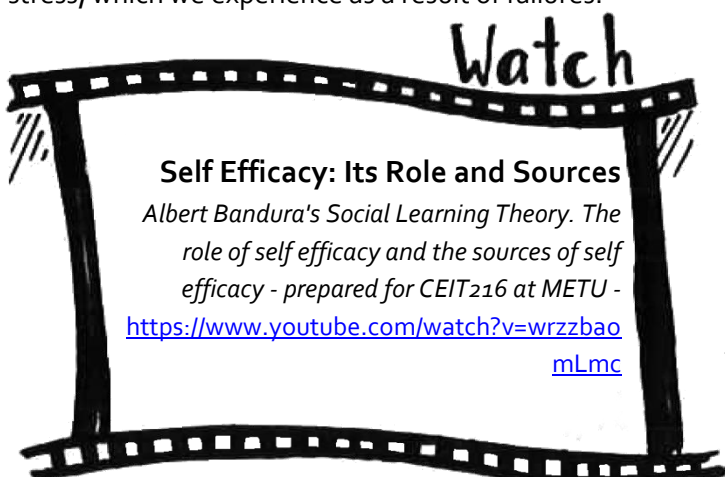 stress, which we experience as a result of failures.
Watch
Self Efficacy: Its Role and Sources
Albert Bandura's Social Learning Theory. The
role of self efficacy and the sources of self
efficacy - prepared for CEIT216 at METU -
https://www.youtube.com/watch?v=wrzzbao
mLmc